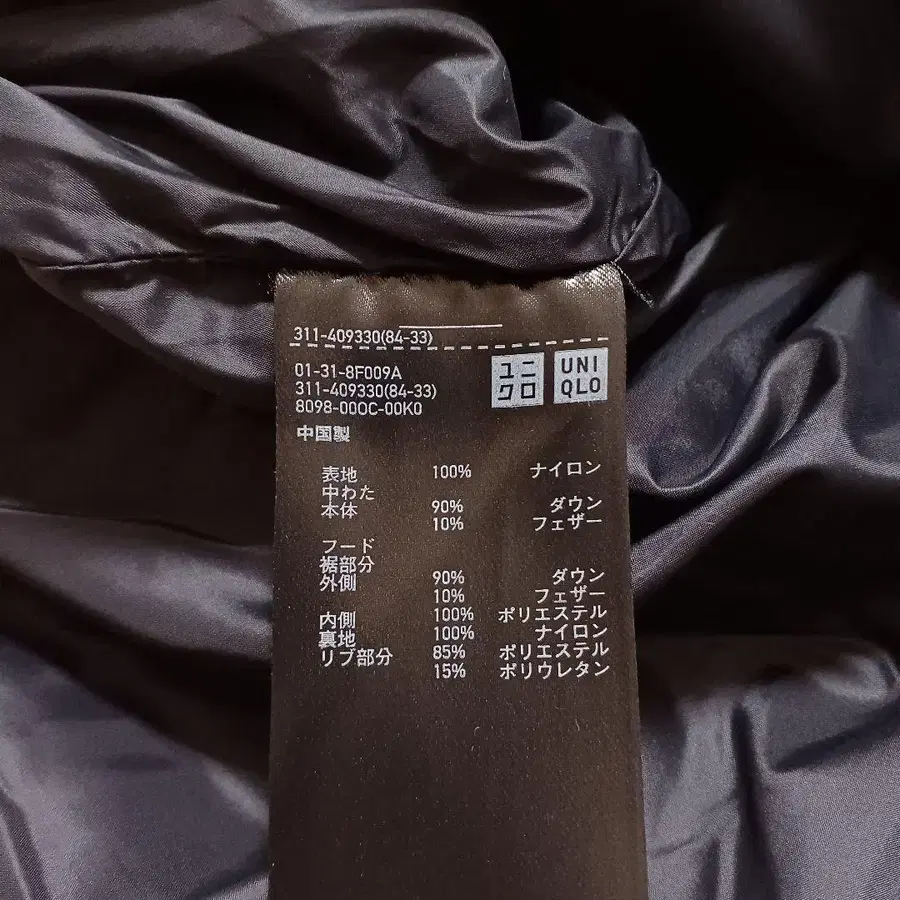 311-409330(84-33)
01-31-8F009A
311-409330(84-33)
8098-000C-00K0
ユニクロ
UNIQLO
中国製
表地 100% ナイロン
中わた
本体 90% ダウン
10% フェザー
フード
裾部分
外側 90% ダウン
10% フェザー
内側 100% ポリエステル
裏地 100% ナイロン
リブ部分 85% ポリエステル
15% ポリウレタン